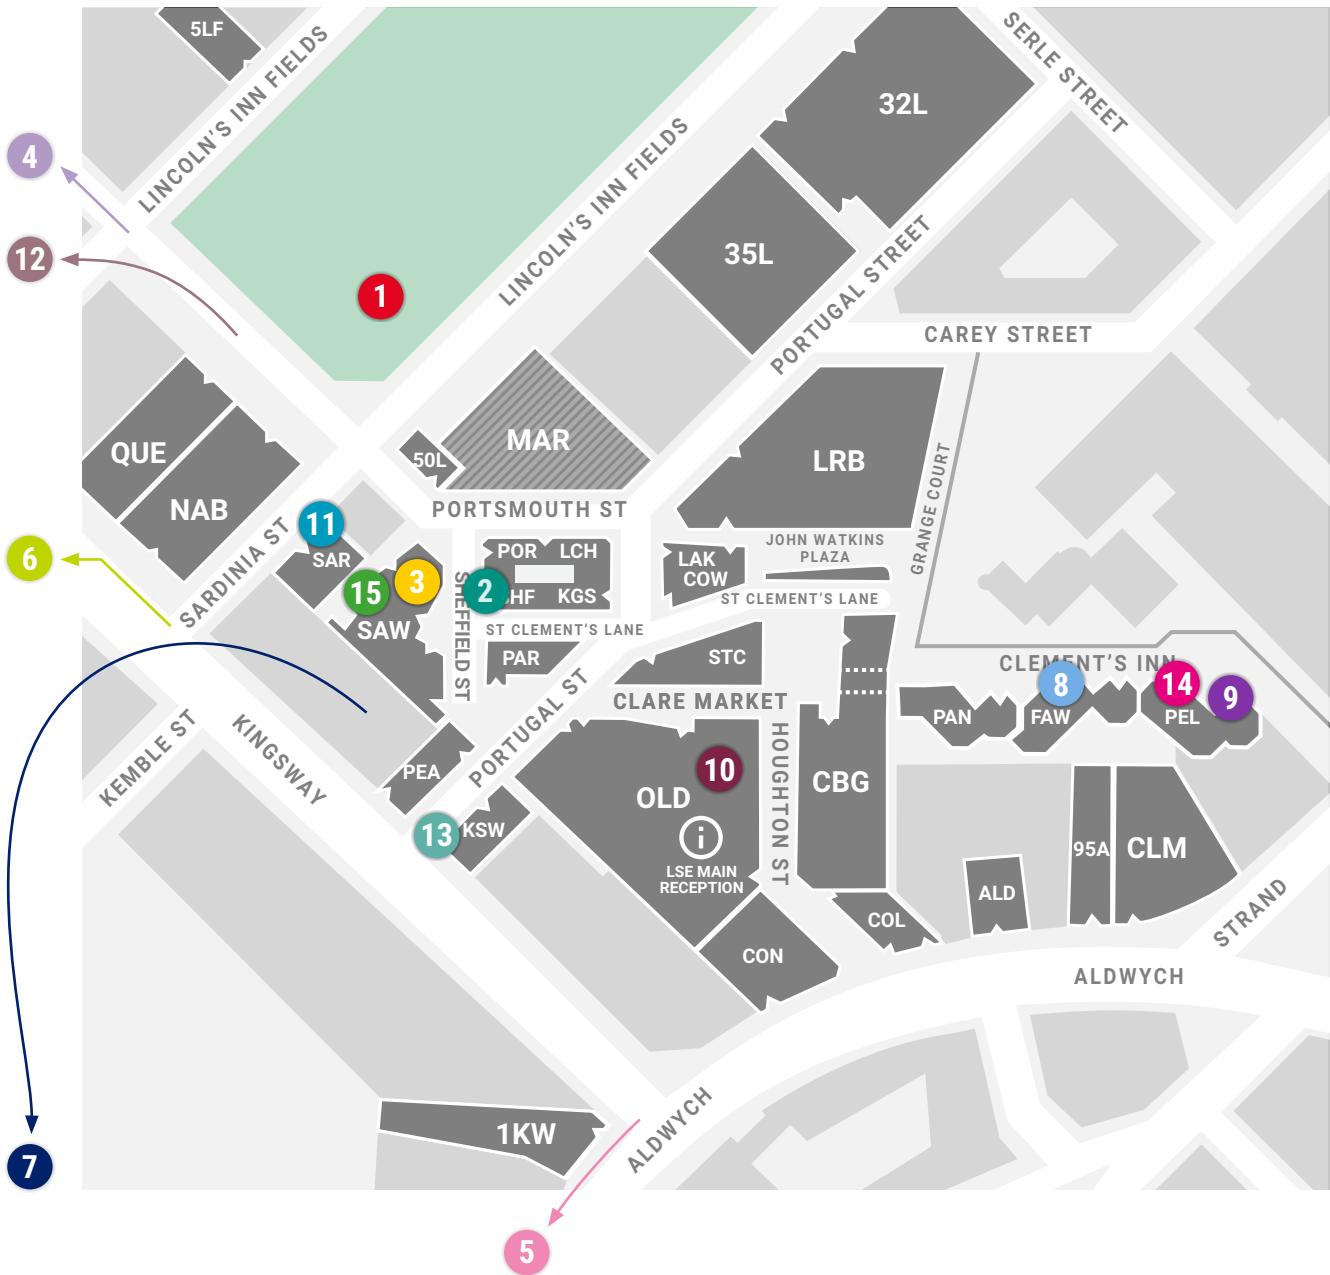 5LF
LINCOLN'S INN FIELDS
SERLE STREET
32L
4
LINCOLN'S INN FIELDS
12
35L
PORTUGAL STREET
1
CAREY STREET
QUE
MAR
50L
LRB
NAB
PORTSMOUTH ST
11
SARDINIA ST
GRANGE COURT
JOHN WATKINS
PLAZA
6
SAR
POR
LCH
LAK
COW
15
3
2
HF
KGS
SHEFFIELD ST
ST CLEMENT'S LANE
SAW
ST CLEMENT'S LANE
PAR
STC
CLEMENT'S INN
CLARE MARKET
8
14
9
PAN
FAW
PEL
PORTUGAL ST
KEMBLE ST
KINGSWAY
PEA
10
HOUGHTON ST
CBG
OLD
13
KSW
i
LSE MAIN
RECEPTION
95A
CLM
ALD
COL
STRAND
CON
ALDWYCH
1KW
ALDWYCH
7
5